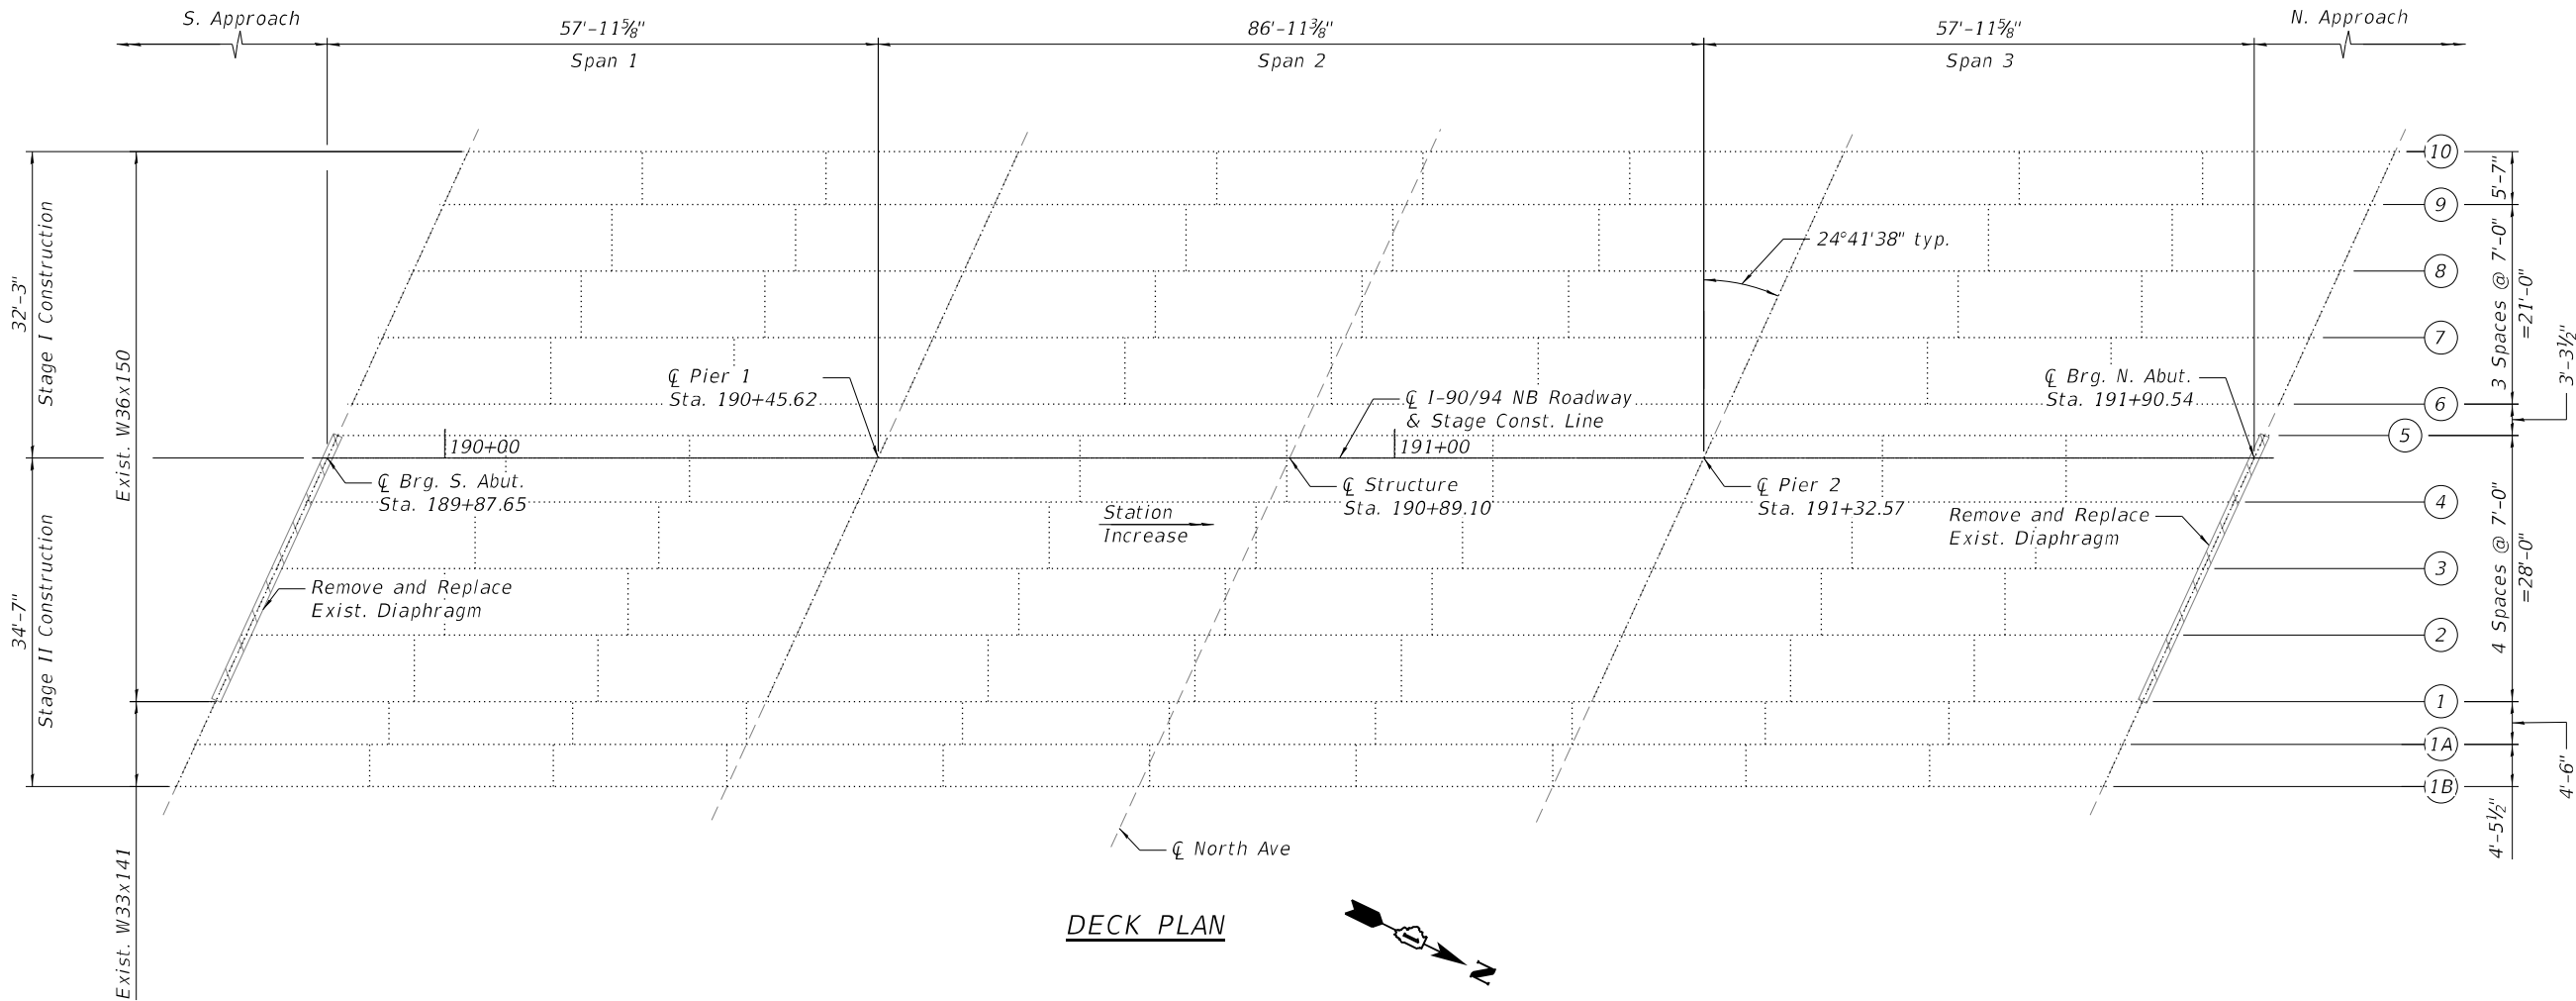 S. Approach
57'-11⅝"
86'-11⅜"
57'-11⅝"
N. Approach
Span 1
Span 2
Span 3
10
5'-7"
9
24°41'38" typ.
8
3 Spaces @ 7'-0"
=21'-0"
7
32'-3"
Stage I Construction
Exist. W36x150
℄ Pier 1
Sta. 190+45.62
℄ I-90/94 NB Roadway
& Stage Const. Line
℄ Brg. N. Abut.
Sta. 191+90.54
3'-3½"
6
5
190+00
191+00
℄ Brg. S. Abut.
Sta. 189+87.65
℄ Structure
Sta. 190+89.10
℄ Pier 2
Sta. 191+32.57
4
Station
Increase
Remove and Replace
Exist. Diaphragm
4 Spaces @ 7'-0"
=28'-0"
3
Remove and Replace
Exist. Diaphragm
34'-7"
Stage II Construction
2
1
1A
4'-6"
1B
4'-5½"
℄ North Ave
Exist. W33x141
DECK PLAN
N